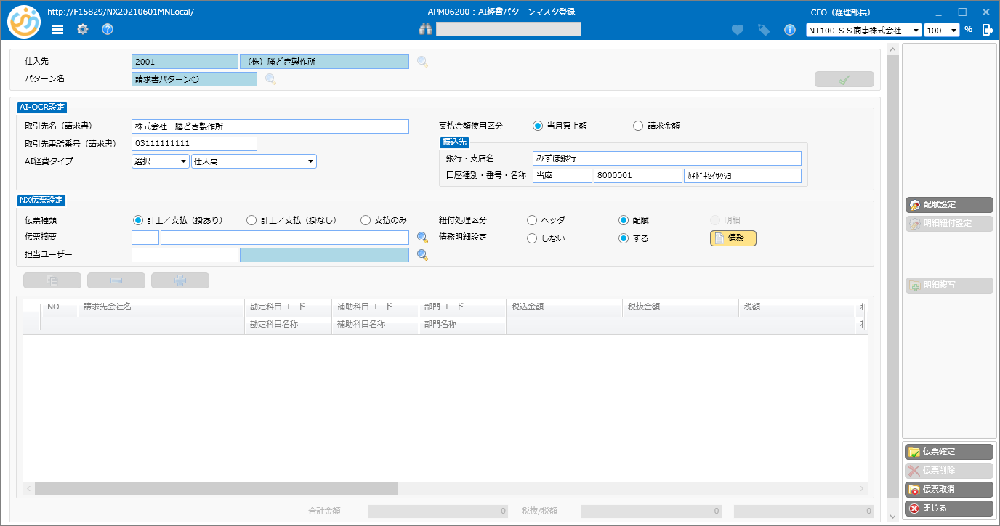 http://F15829/NX20210601MNLocal/
APM06200：AI経費パターンマスタ登録
CFO（経理部長）
NT100 ＳＳ商事株式会社
100
%
仕入先
2001
（株）勝どき製作所
パターン名
請求書パターン①
AI-OCR設定
取引先名（請求書）
株式会社　勝どき製作所
支払金額使用区分
当月買上額
請求金額
取引先電話番号（請求書）
03111111111
振込先
AI経費タイプ
選択
仕入高
銀行・支店名
みずほ銀行
口座種別・番号・名称
当座
8000001
ｶﾁﾄﾞｷｾｲｻｸｼﾖ
NX伝票設定
伝票種類
計上／支払（掛あり）
計上／支払（掛なし）
支払のみ
紐付処理区分
ヘッダ
配賦
明細
伝票摘要
債務明細設定
しない
する
債務
担当ユーザー
NO.
請求先会社名
勘定科目コード
補助科目コード
部門コード
税込金額
税抜金額
税額
勘定科目名称
補助科目名称
部門名称
合計金額
0
税抜/税額
0
0
配賦設定
明細紐付設定
明細複写
伝票確定
伝票削除
伝票取消
閉じる